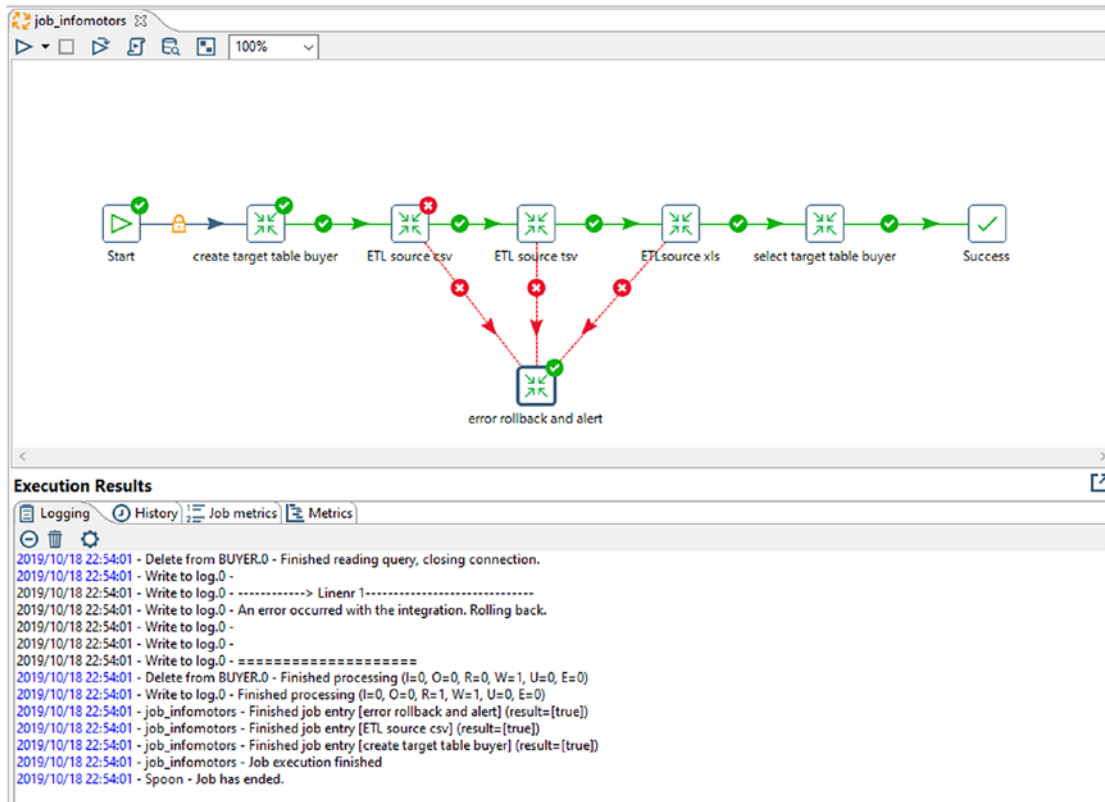 job_infomotors
100%
Start
create target table buyer
ETL source csv
ETL source tsv
ETLsource xls
select target table buyer
Success
error rollback and alert
Execution Results
Logging
History
Job metrics
Metrics
2019/10/18 22:54:01 - Delete from BUYER.0 - Finished reading query, closing connection.
2019/10/18 22:54:01 - Write to log.0 -
2019/10/18 22:54:01 - Write to log.0 - ------------> Linenr 1------------------------------
2019/10/18 22:54:01 - Write to log.0 - An error occurred with the integration. Rolling back.
2019/10/18 22:54:01 - Write to log.0 -
2019/10/18 22:54:01 - Write to log.0 -
2019/10/18 22:54:01 - Write to log.0 - ====================
2019/10/18 22:54:01 - Delete from BUYER.0 - Finished processing (I=0, O=0, R=0, W=1, U=0, E=0)
2019/10/18 22:54:01 - Write to log.0 - Finished processing (I=0, O=0, R=1, W=1, U=0, E=0)
2019/10/18 22:54:01 - job_infomotors - Finished job entry [error rollback and alert] (result=[true])
2019/10/18 22:54:01 - job_infomotors - Finished job entry [ETL source csv] (result=[true])
2019/10/18 22:54:01 - job_infomotors - Finished job entry [create target table buyer] (result=[true])
2019/10/18 22:54:01 - job_infomotors - Job execution finished
2019/10/18 22:54:01 - Spoon - Job has ended.